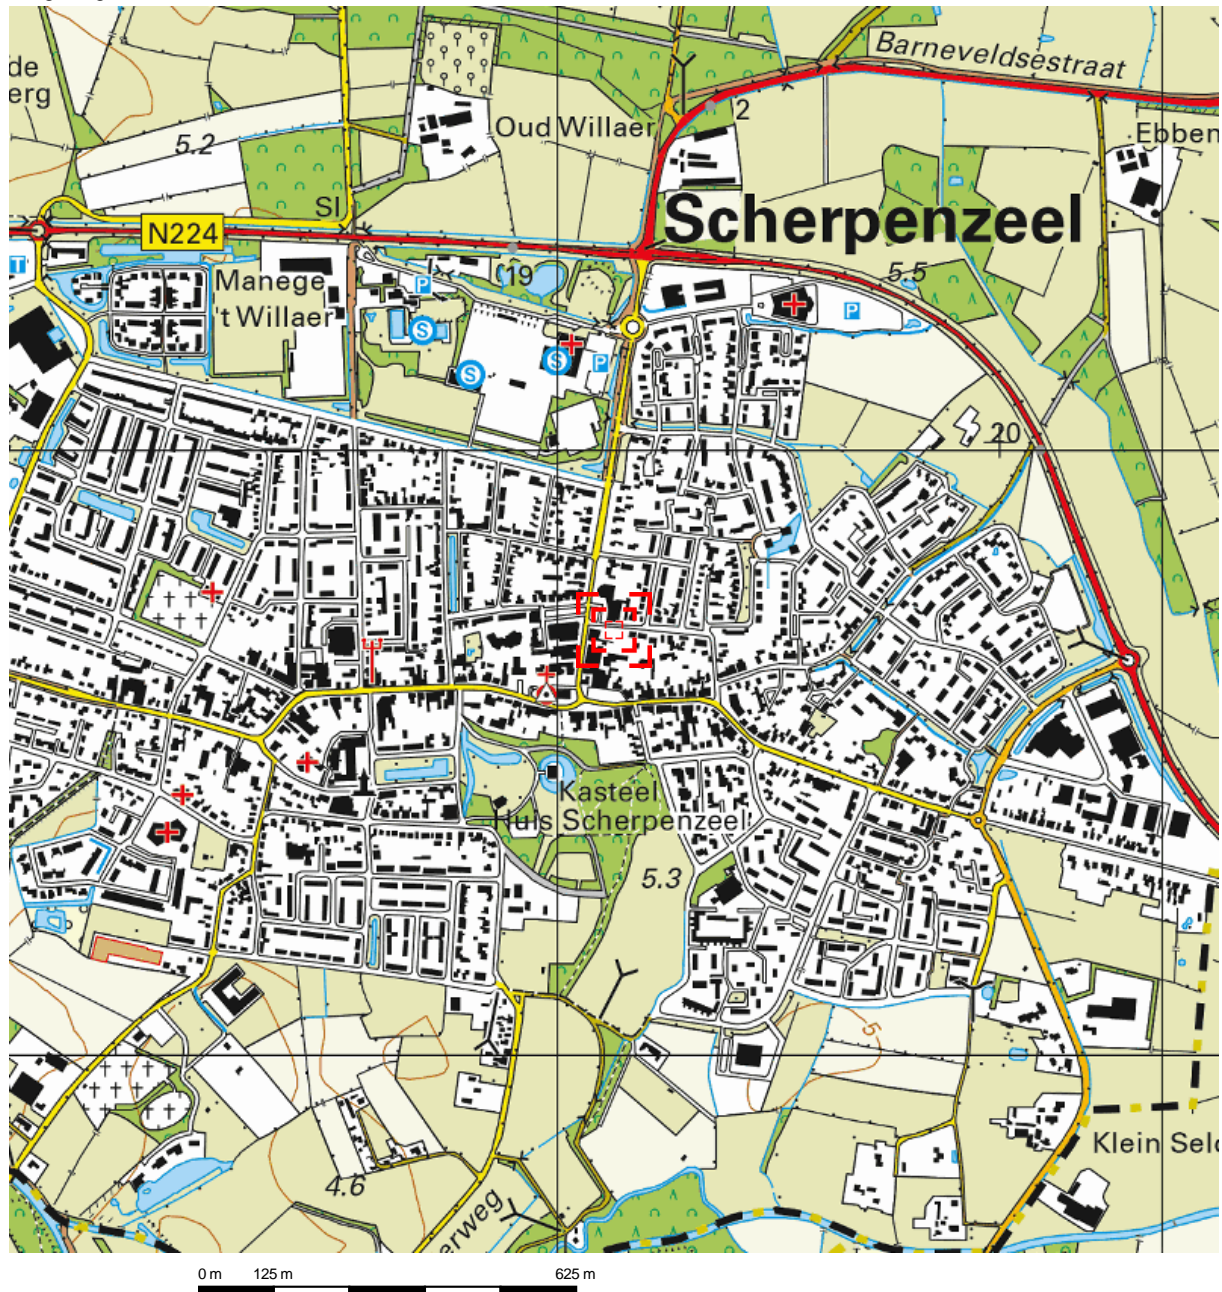 Barneveldsestraat
de
erg
2
Oud Willaer
Ebben
5.2
SI
N224
Scherpenzeel
T
Manege
't Willaer
P
19
5.5
P
S
S
S
P
20
Kasteel
Huis Scherpenzeel
5.3
5
Klein Seld
4.6
erweg
0 m 125 m 625 m